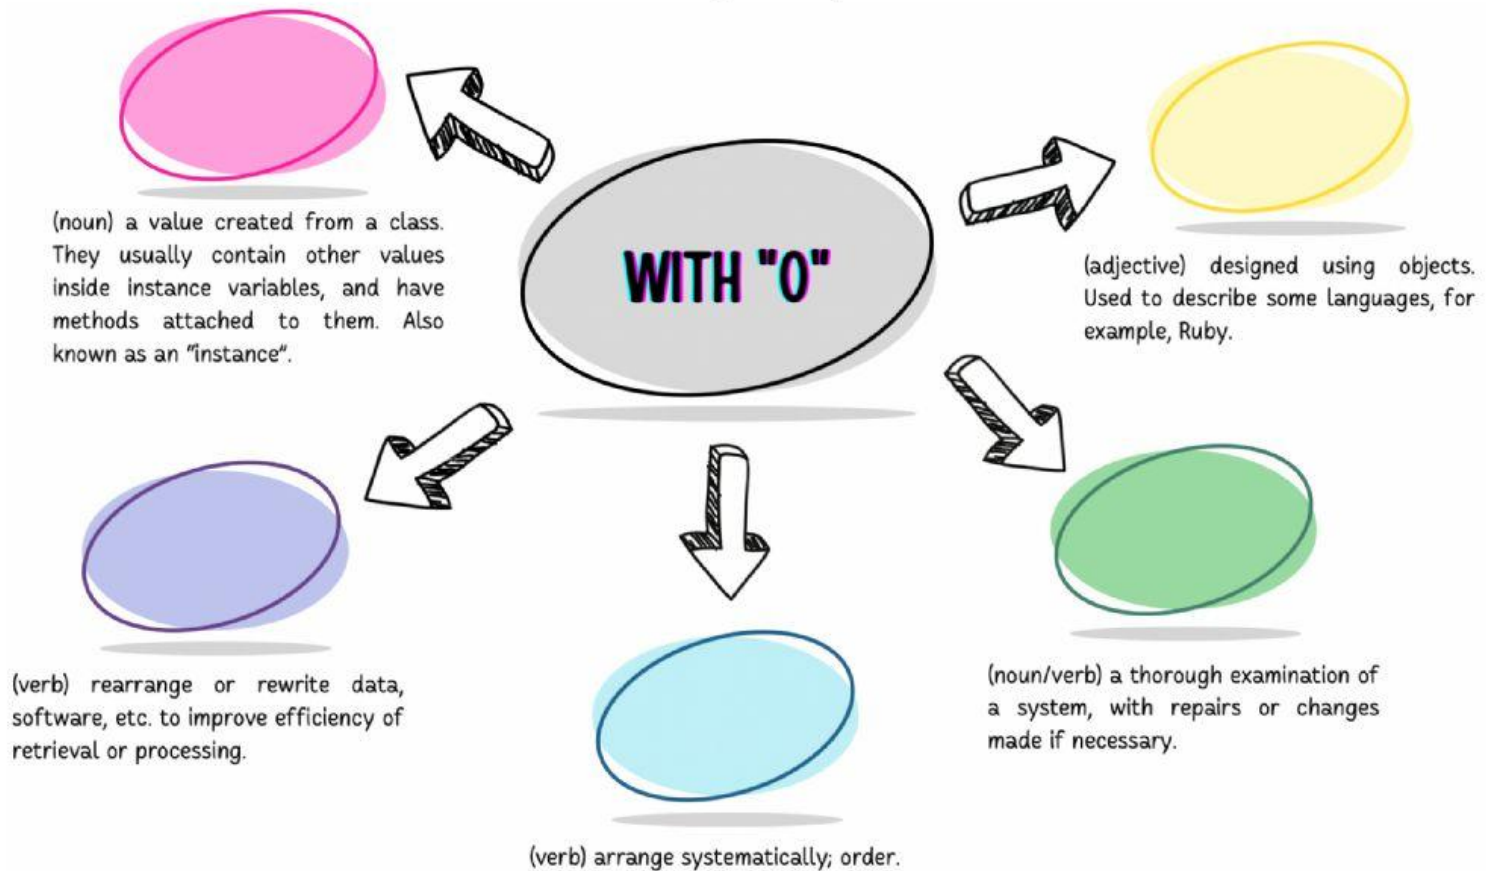 WITH "O"
(noun) a value created from a class.
They usually contain other values
inside instance variables, and have
methods attached to them. Also
known as an "instance".
(adjective) designed using objects.
Used to describe some languages, for
example, Ruby.
(verb) rearrange or rewrite data,
software, etc. to improve efficiency of
retrieval or processing.
(noun/verb) a thorough examination of
a system, with repairs or changes
made if necessary.
(verb) arrange systematically; order.